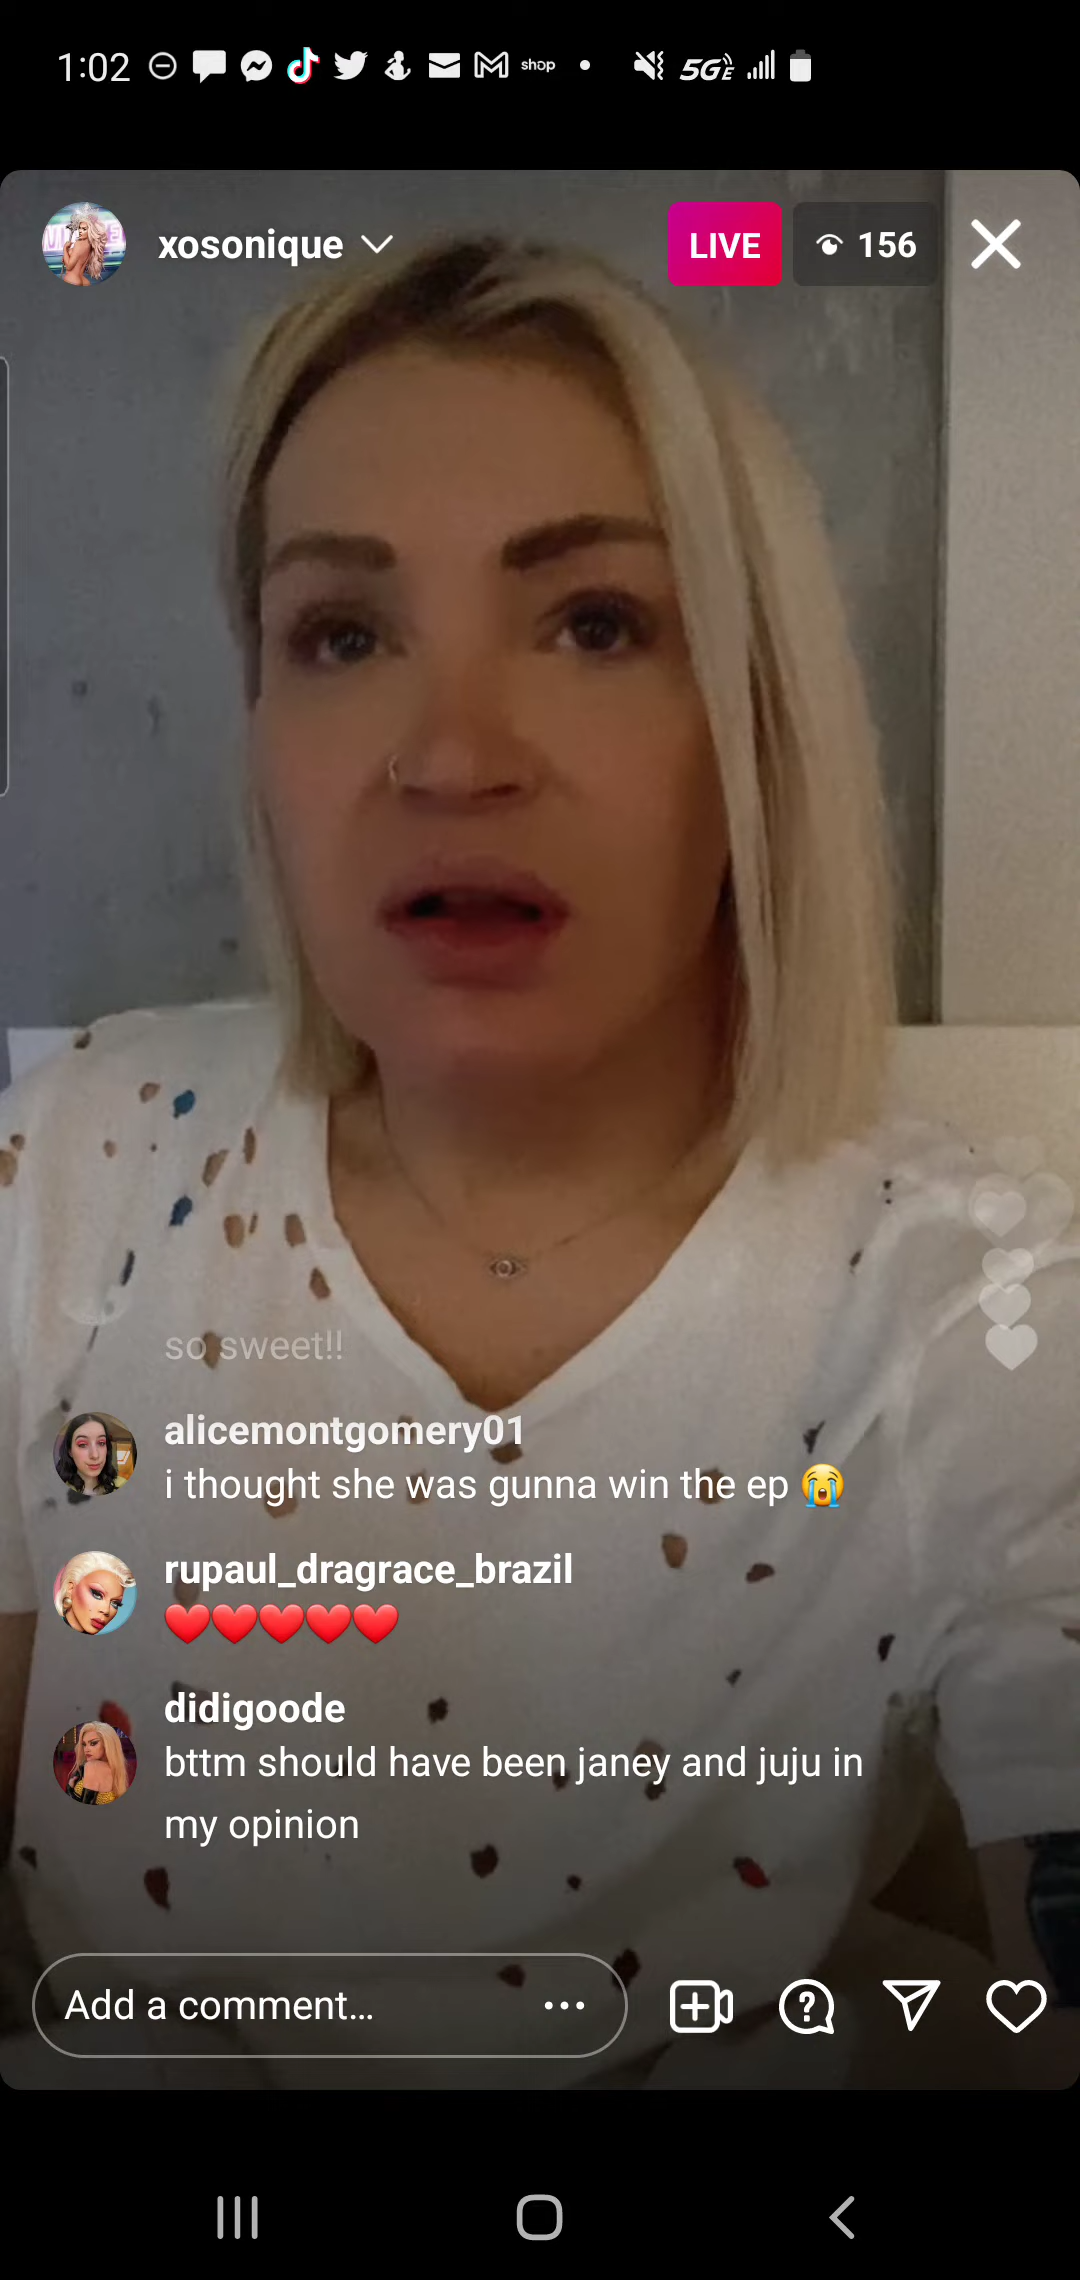 1:02 shop 5GE
xosonique LIVE 156
so sweet!!
alicemontgomery01
i thought she was gunna win the ep 😭
rupaul_dragrace_brazil
❤️❤️❤️❤️❤️
didigoode
bttm should have been janey and juju in
my opinion
Add a comment...